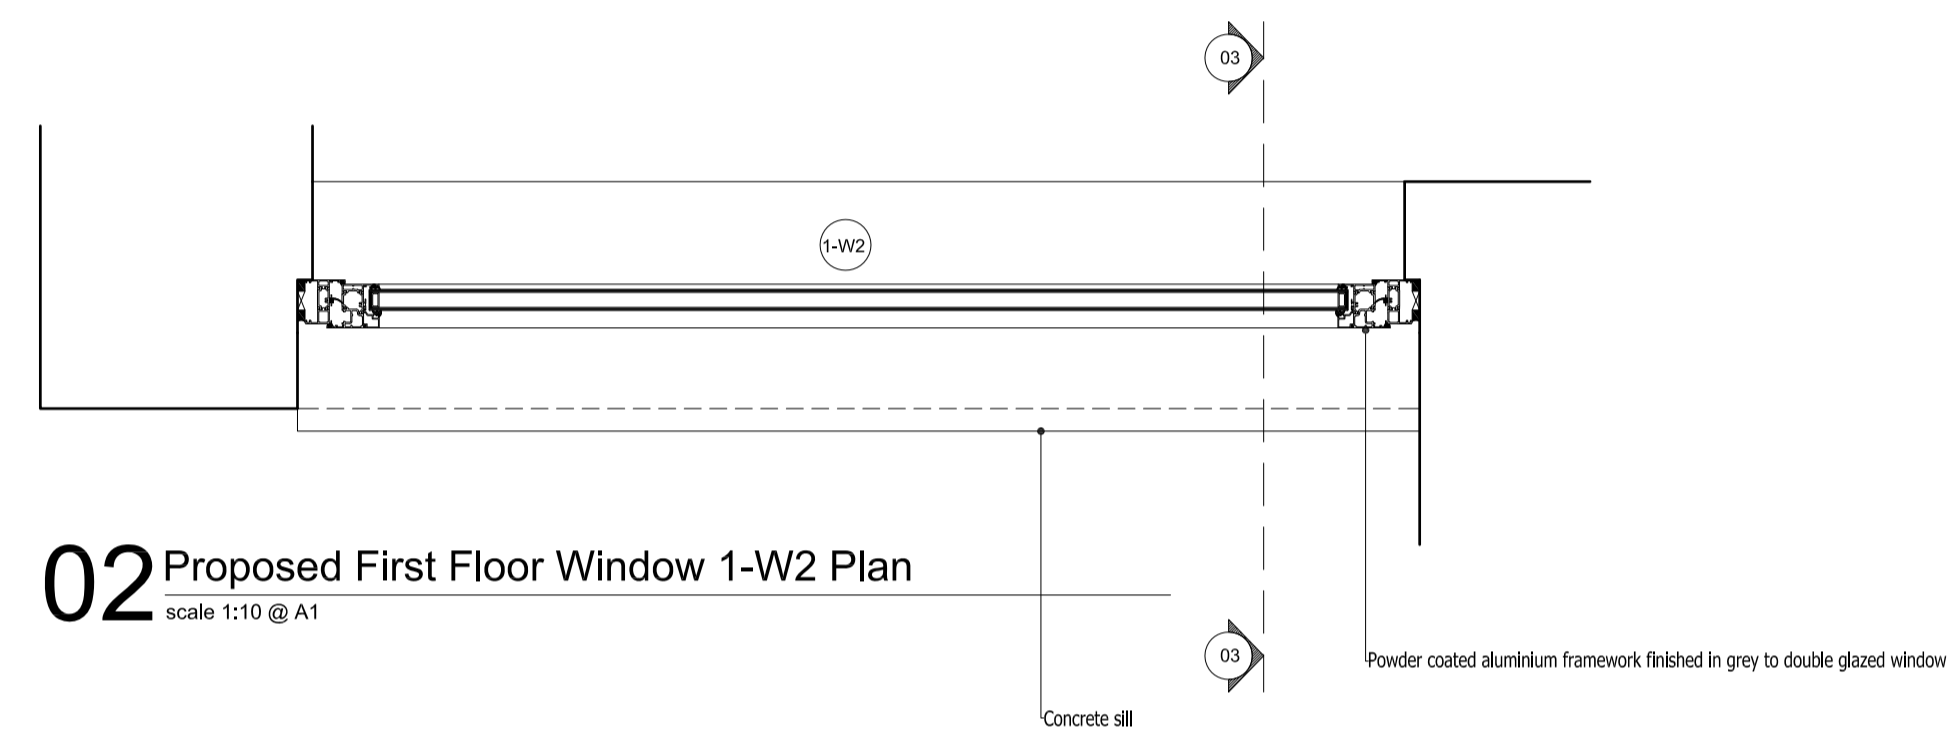 03
1-W2
02 Proposed First Floor Window 1-W2 Plan
scale 1:10 @ A1
03
Powder coated aluminium framework finished in grey to double glazed window
Concrete sill